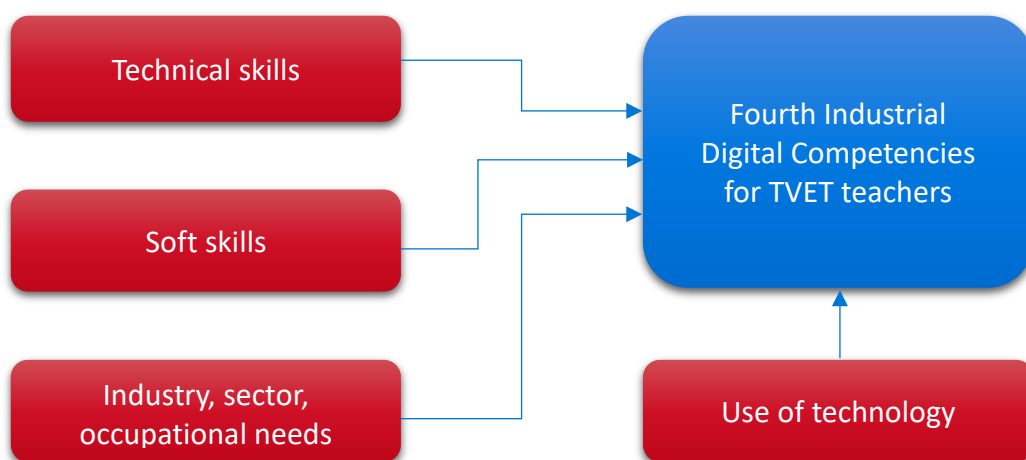 Technical skills
Fourth Industrial
Digital Competencies
for TVET teachers
Soft skills
Industry, sector,
occupational needs
Use of technology